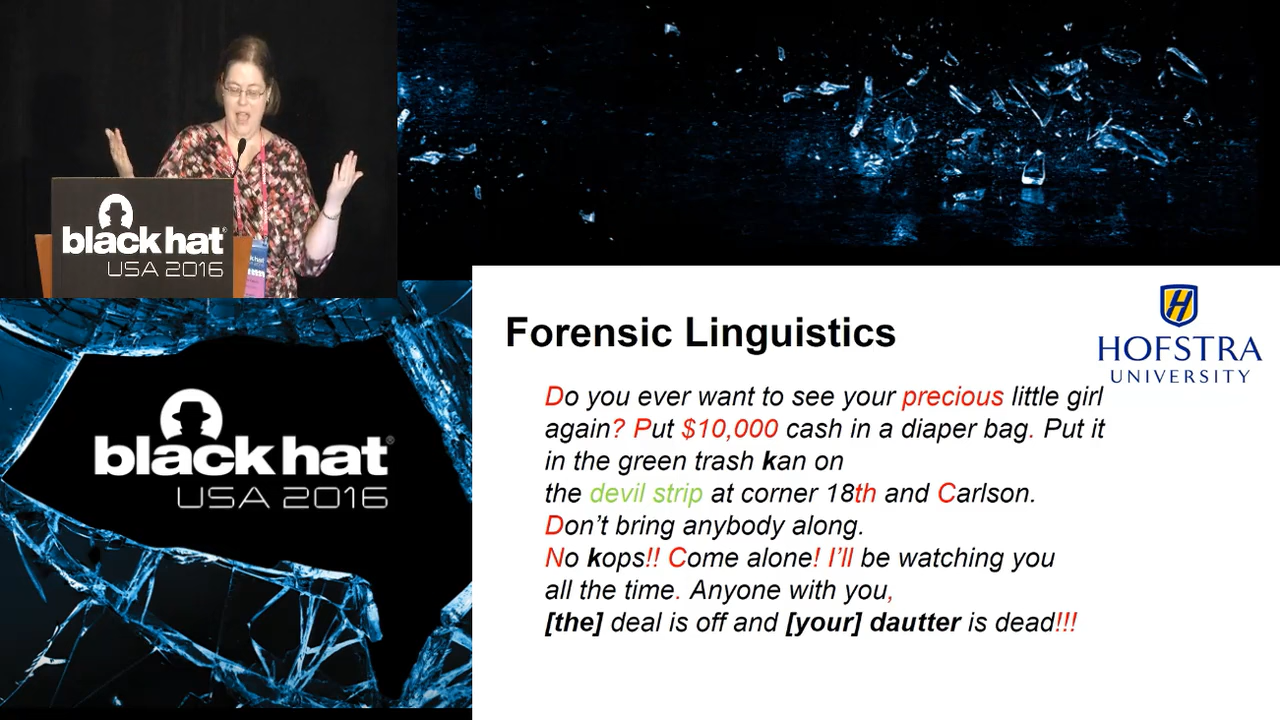 black hat
USA 2016
black hat
USA 2016
Forensic Linguistics
HOFSTRA
UNIVERSITY
Do you ever want to see your precious little girl
again? Put $10,000 cash in a diaper bag. Put it
in the green trash kan on
the devil strip at corner 18th and Carlson.
Don’t bring anybody along.
No kops!! Come alone! I’ll be watching you
all the time. Anyone with you,
[the] deal is off and [your] dautter is dead!!!